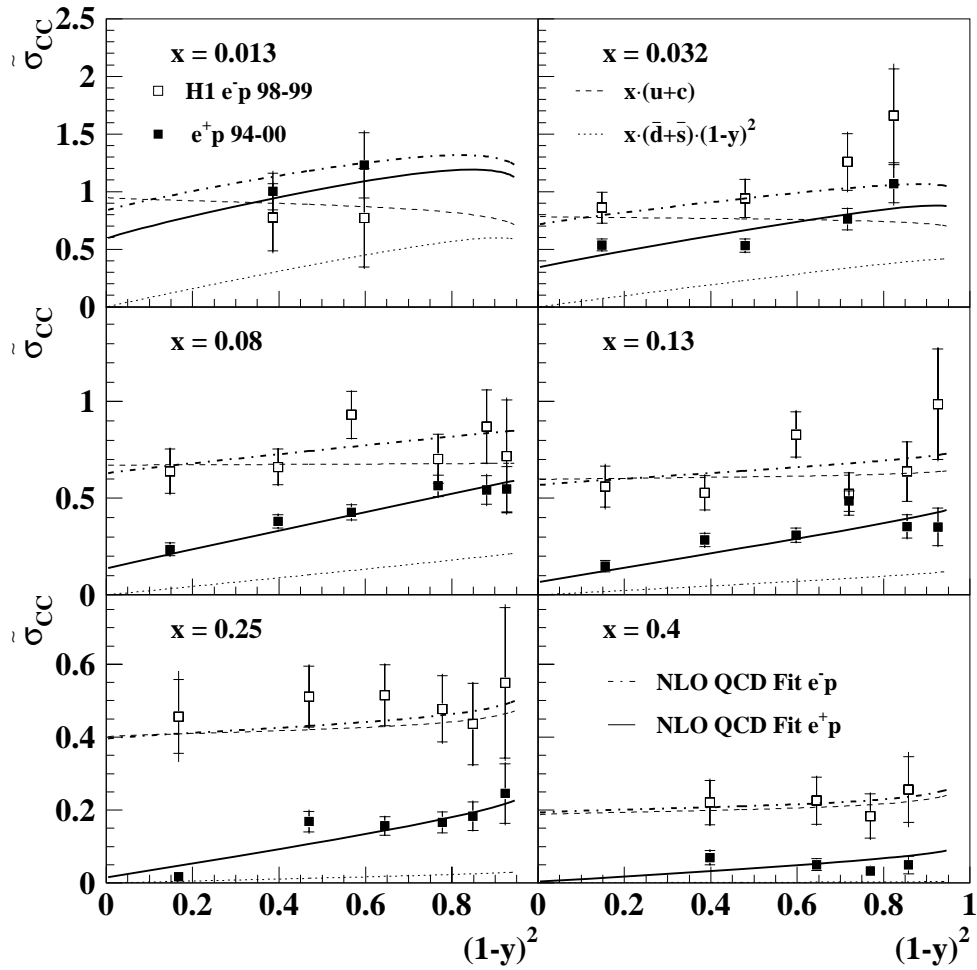 σ̃CC
2.5
2
1.5
1
0.5
0
x = 0.013
H1 e⁻p 98-99
e⁺p 94-00
x = 0.032
x·(u+c)
x·(d̄+s̄)·(1-y)²
σ̃CC
1
0.5
0
x = 0.08
x = 0.13
σ̃CC
0.6
0.4
0.2
0
x = 0.25
x = 0.4
NLO QCD Fit e⁻p
NLO QCD Fit e⁺p
0 0.2 0.4 0.6 0.8 0 0.2 0.4 0.6 0.8 1
(1-y)² (1-y)²